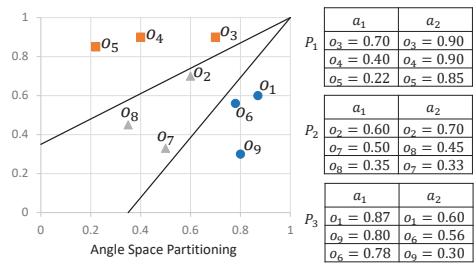 1
0.8
0.6
0.4
0.2
0
0 0.2 0.4 0.6 0.8 1
o₅ o₄ o₃
o₂
o₁
o₈
o₆
o₇
o₉
Angle Space Partitioning
P₁
a₁ a₂
o₃ = 0.70 o₃ = 0.90
o₄ = 0.40 o₄ = 0.90
o₅ = 0.22 o₅ = 0.85
P₂
a₁ a₂
o₂ = 0.60 o₂ = 0.70
o₇ = 0.50 o₈ = 0.45
o₈ = 0.35 o₇ = 0.33
P₃
a₁ a₂
o₁ = 0.87 o₁ = 0.60
o₉ = 0.80 o₆ = 0.56
o₆ = 0.78 o₉ = 0.30